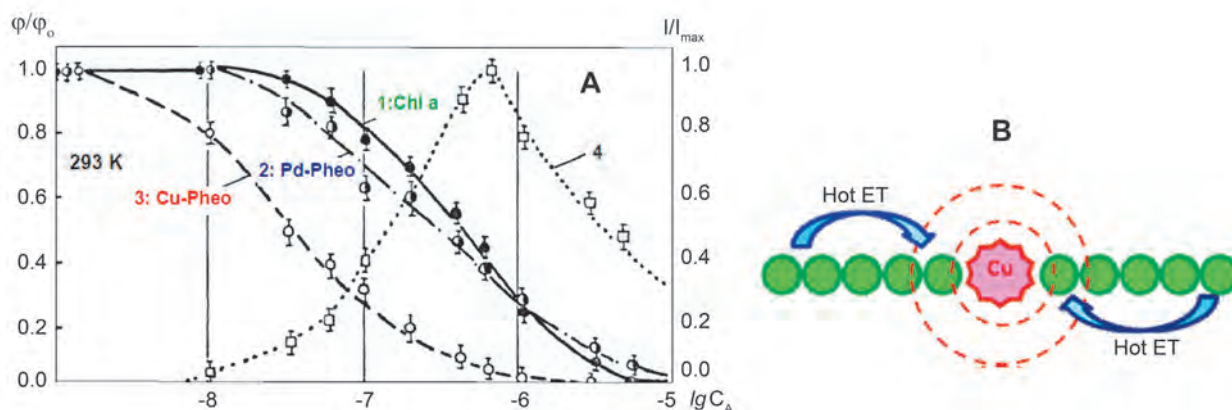 φ/φ₀
I/Imax
A
1.0
0.8
0.6
0.4
0.2
0.0
293 K
1:Chl a
2: Pd-Pheo
3: Cu-Pheo
4
1.0
0.8
0.6
0.4
0.2
0.0
-8
-7
-6
lg C_A
-5
B
Hot ET
Cu
Hot ET